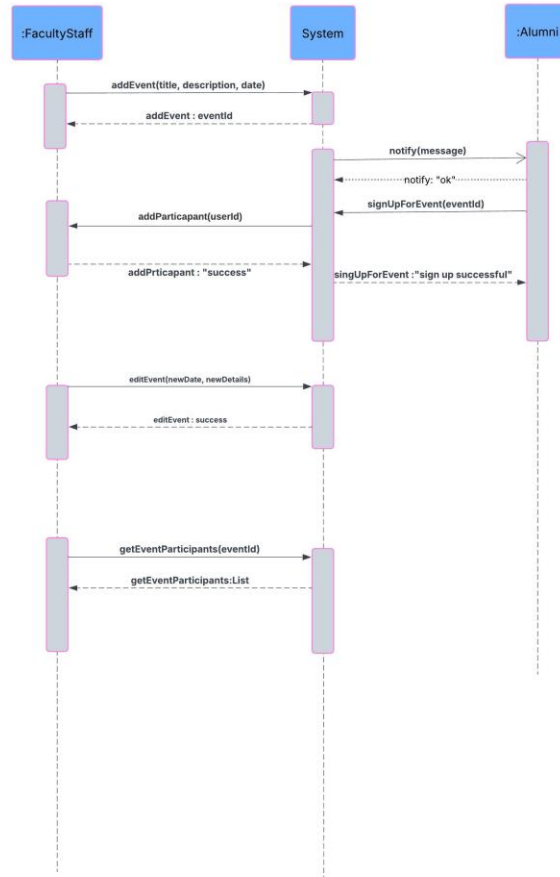 :FacultyStaff
System
:Alumni
addEvent(title, description, date)
addEvent : eventId
notify(message)
notify: "ok"
signUpForEvent(eventId)
addParticapant(userId)
addPrticapant : "success"
singUpForEvent :"sign up successful"
editEvent(newDate, newDetails)
editEvent : success
getEventParticipants(eventId)
getEventParticipants:List